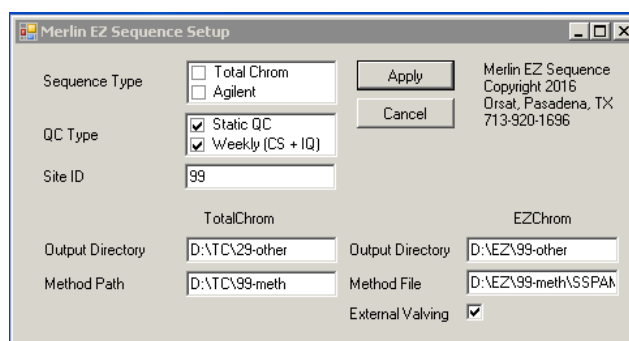 Merlin EZ Sequence Setup
Sequence Type
Total Chrom
Agilent
Apply
Cancel
Merlin EZ Sequence
Copyright 2016
Orsat, Pasadena, TX
713-920-1696
QC Type
Static QC
Weekly (CS + IQ)
Site ID
99
TotalChrom
EZChrom
Output Directory
D:\TC\29-other
Output Directory
D:\EZ\99-other
Method Path
D:\TC\99-meth
Method File
D:\EZ\99-meth\SSPAM
External Valving